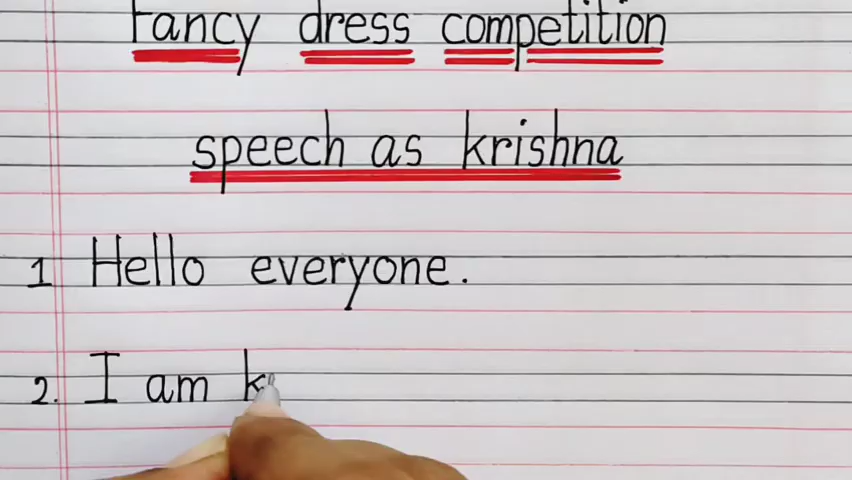 Fancy dress competition
speech as krishna
1 Hello everyone.
2. I am k